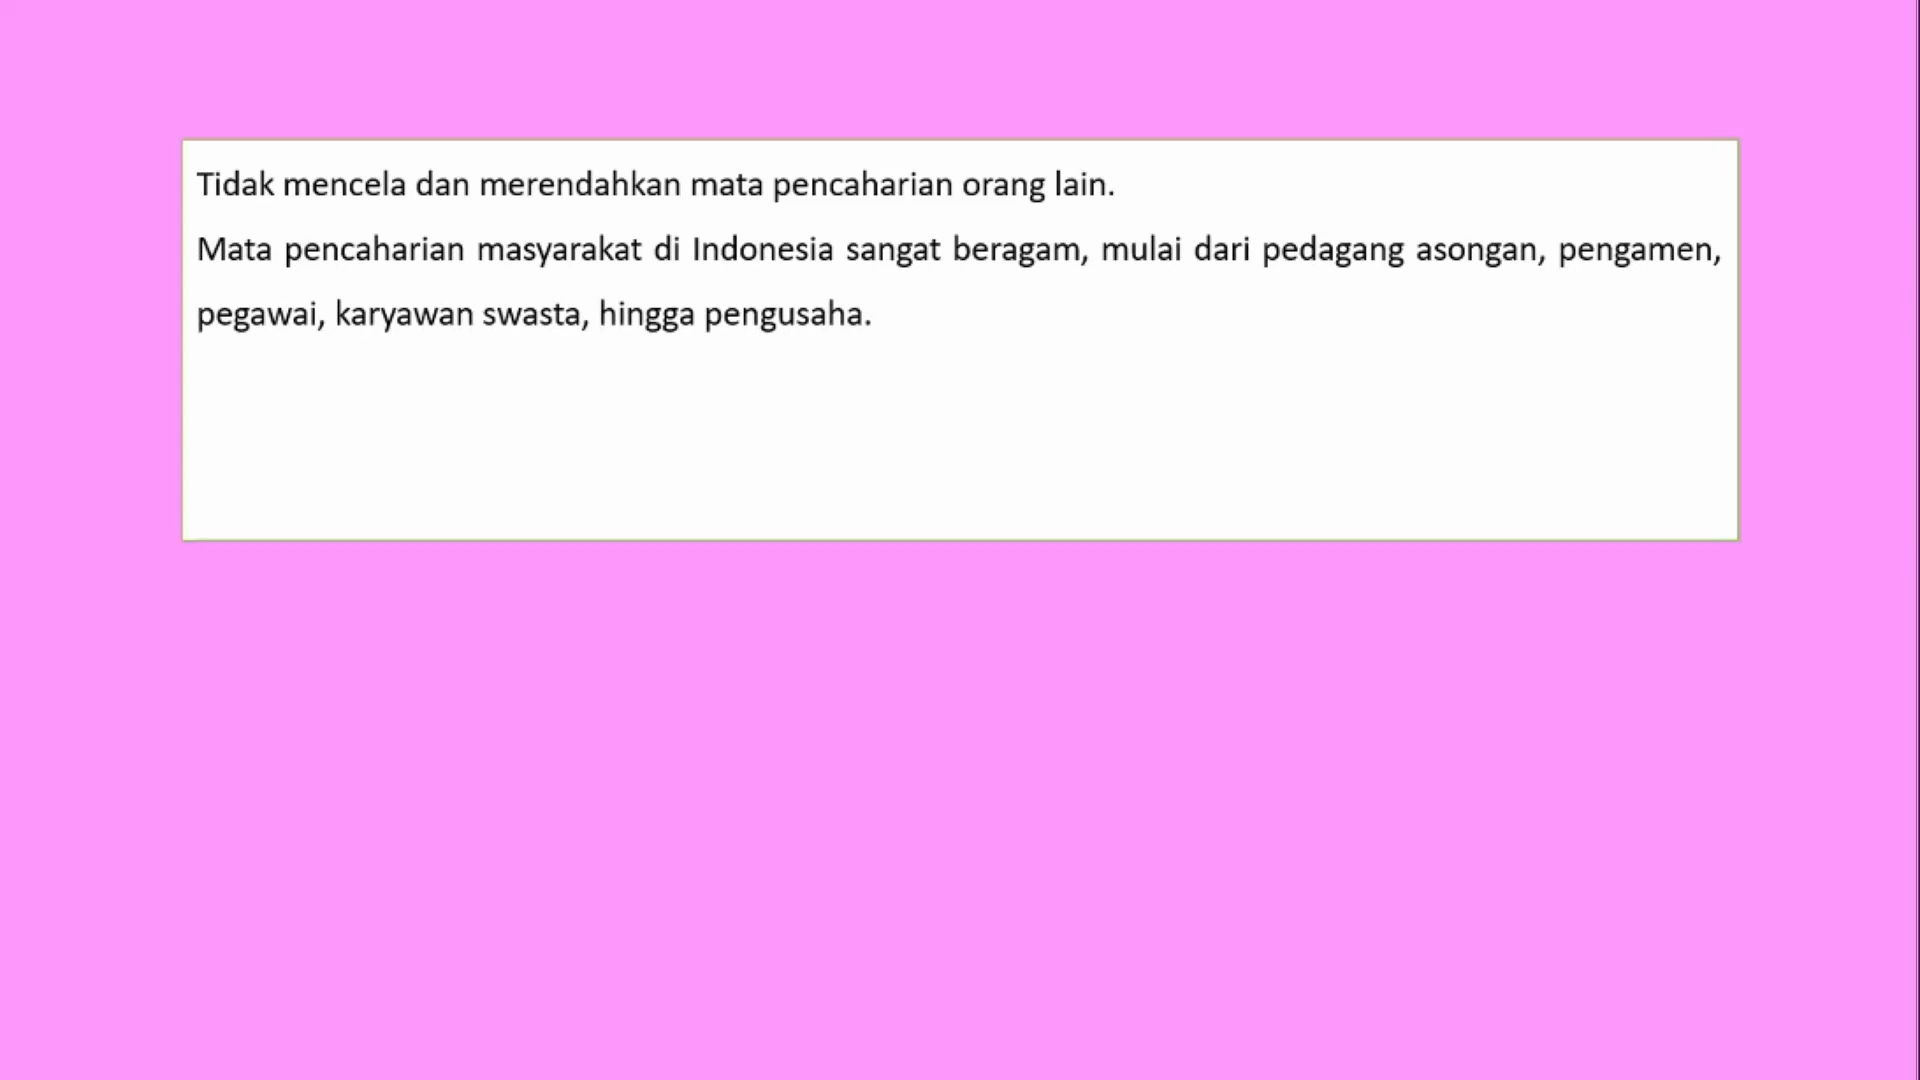 Tidak mencela dan merendahkan mata pencaharian orang lain.
Mata pencaharian masyarakat di Indonesia sangat beragam, mulai dari pedagang asongan, pengamen,
pegawai, karyawan swasta, hingga pengusaha.